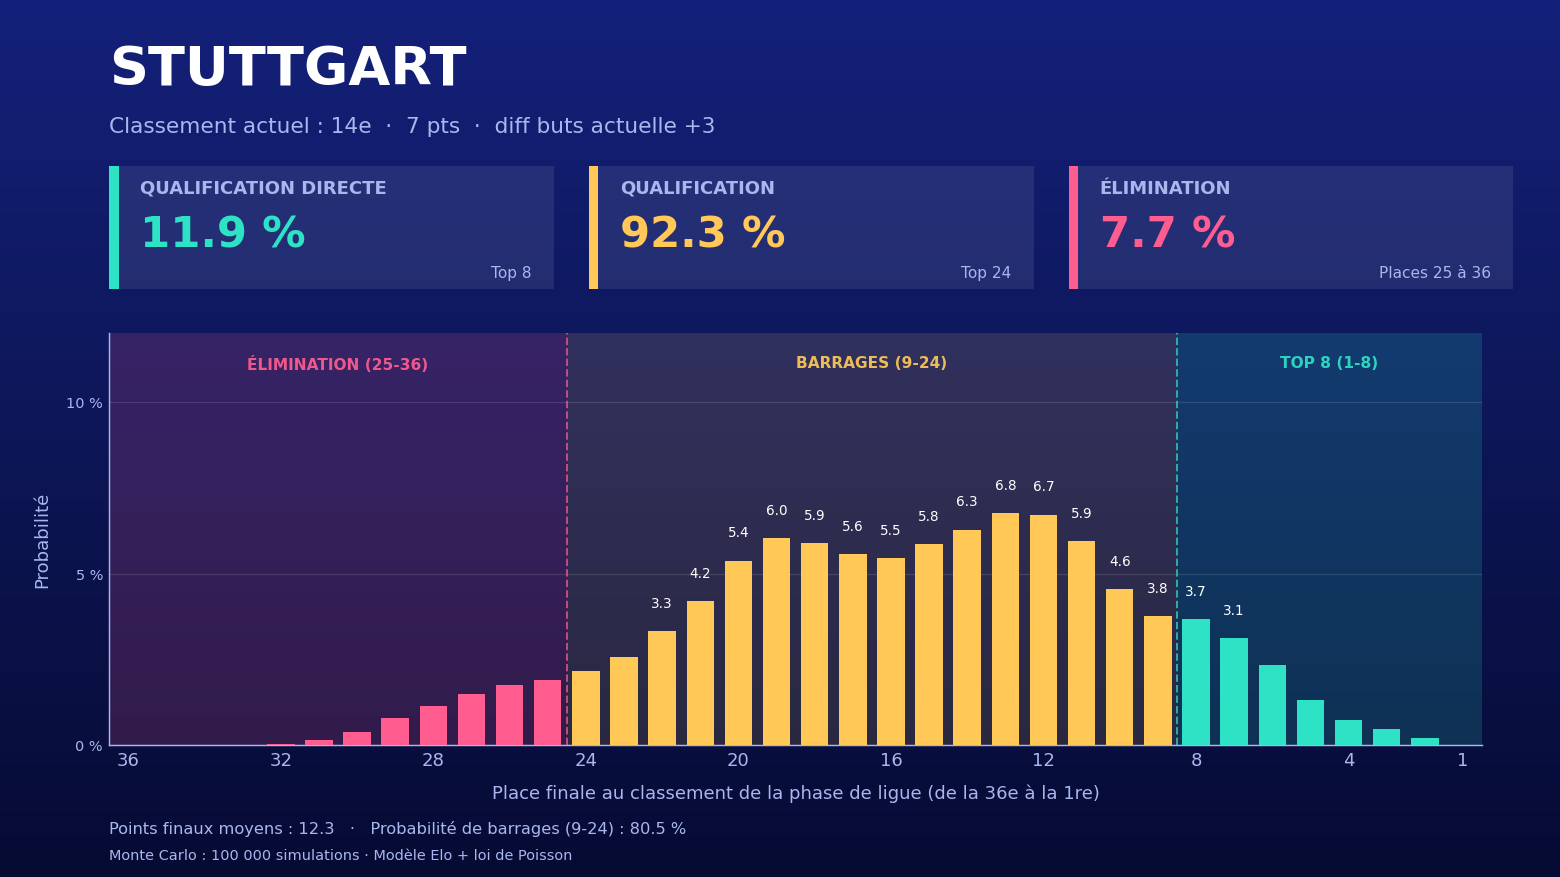 STUTTGART
Classement actuel : 14e · 7 pts · diff buts actuelle +3
QUALIFICATION DIRECTE
11.9 %
Top 8
QUALIFICATION
92.3 %
Top 24
ÉLIMINATION
7.7 %
Places 25 à 36
ÉLIMINATION (25-36)
BARRAGES (9-24)
TOP 8 (1-8)
10 %
5 %
0 %
Probabilité
3.3
4.2
5.4
6.0
5.9
5.6
5.5
5.8
6.3
6.8
6.7
5.9
4.6
3.8
3.7
3.1
36 32 28 24 20 16 12 8 4 1
Place finale au classement de la phase de ligue (de la 36e à la 1re)
Points finaux moyens : 12.3 · Probabilité de barrages (9-24) : 80.5 %
Monte Carlo : 100 000 simulations · Modèle Elo + loi de Poisson